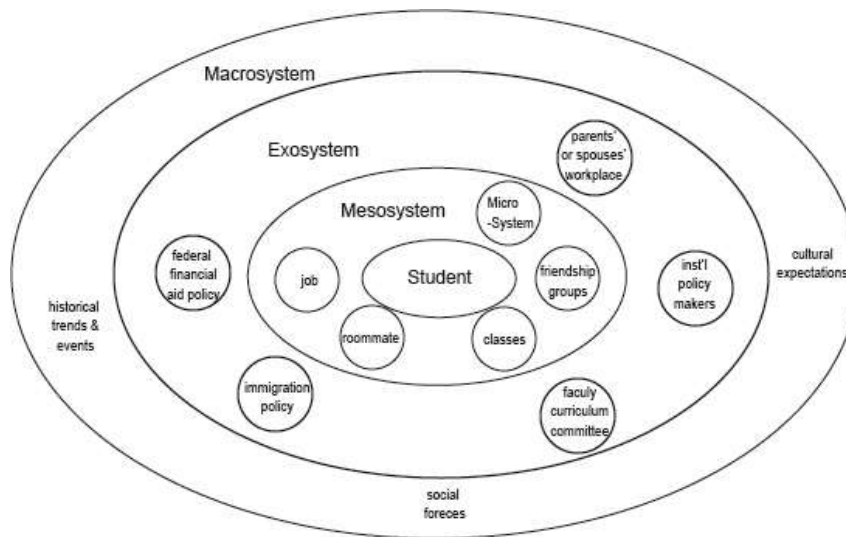 Macrosystem
parents'
or spouses'
workplace
Exosystem
Micro
-System
Mesosystem
federal
financial
aid policy
job
Student
friendship
groups
inst'l
policy
makers
cultural
expectations
historical
trends &
events
roommate
classes
immigration
policy
faculy
curriculum
committee
social
foreces